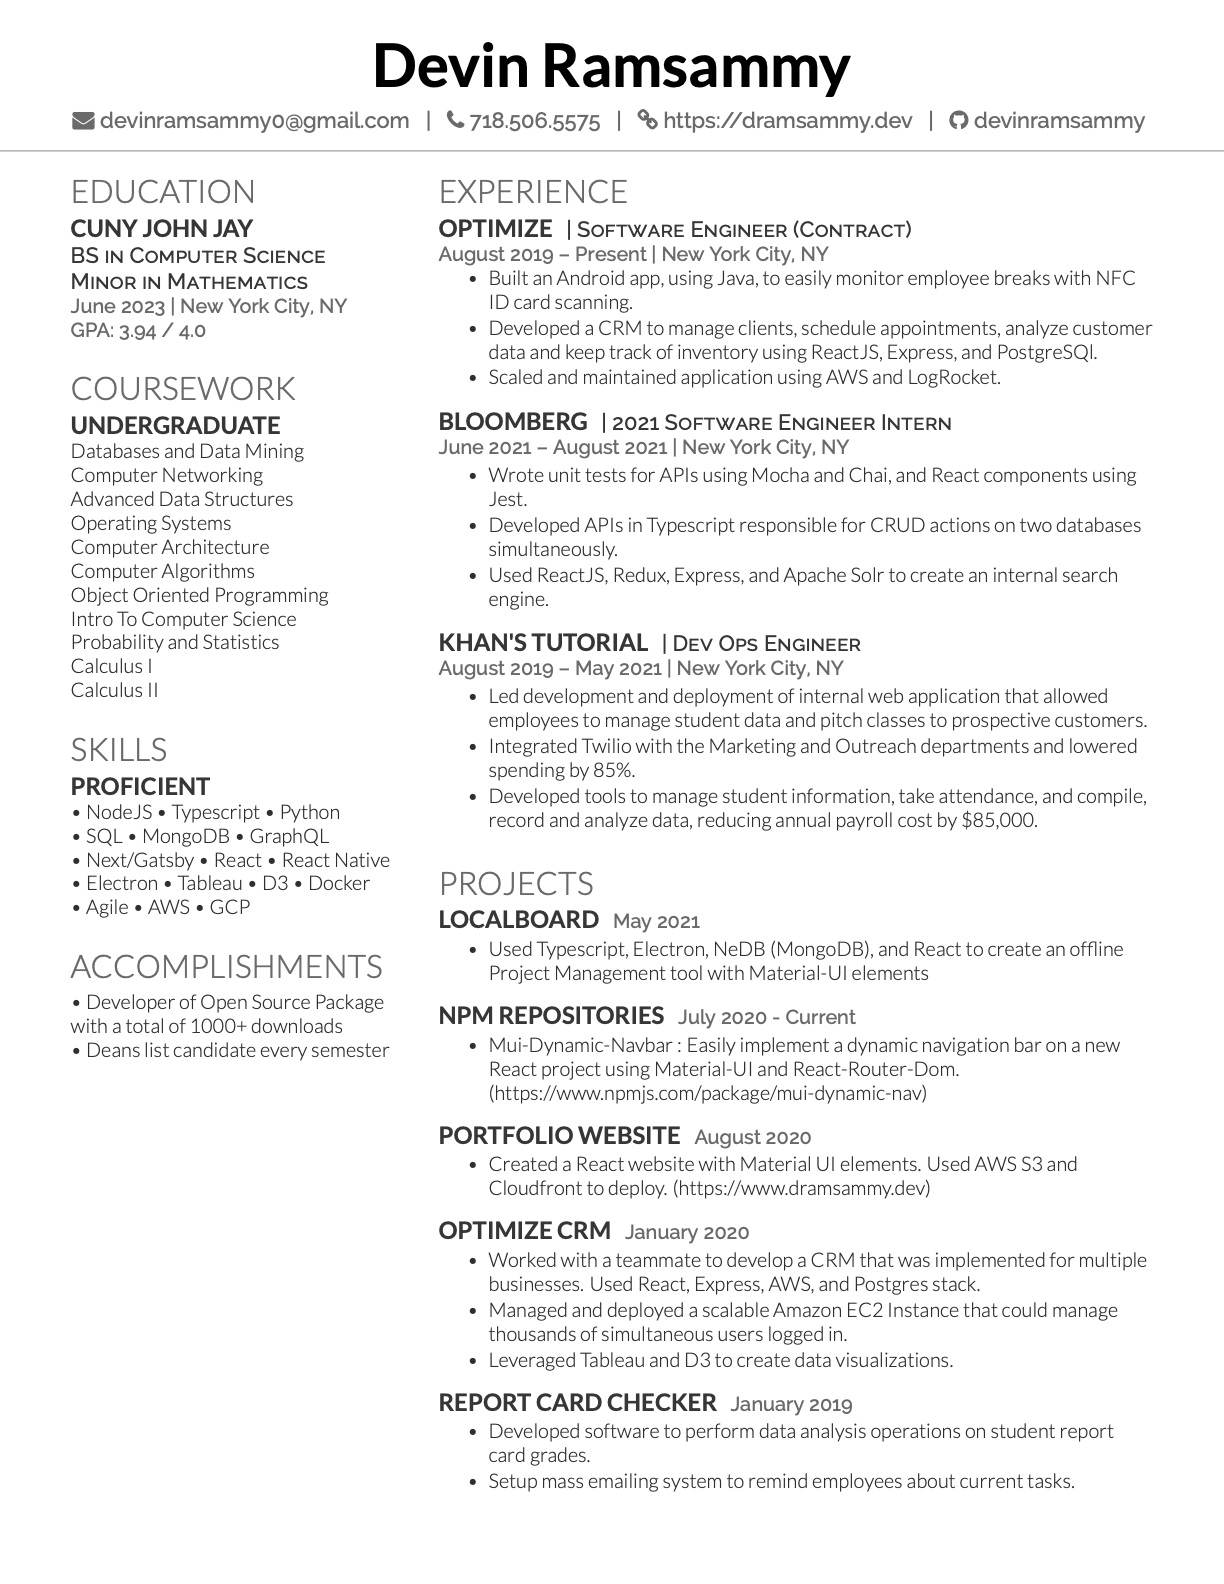 Devin Ramsammy
devinramsammy0@gmail.com | 718.506.5575 | https://dramsammy.dev | devinramsammy
EDUCATION
CUNY JOHN JAY
BS in Computer Science
Minor in Mathematics
June 2023 | New York City, NY
GPA: 3.94 / 4.0
COURSEWORK
UNDERGRADUATE
Databases and Data Mining
Computer Networking
Advanced Data Structures
Operating Systems
Computer Architecture
Computer Algorithms
Object Oriented Programming
Intro To Computer Science
Probability and Statistics
Calculus I
Calculus II
SKILLS
PROFICIENT
• NodeJS • Typescript • Python
• SQL • MongoDB • GraphQL
• Next/Gatsby • React • React Native
• Electron • Tableau • D3 • Docker
• Agile • AWS • GCP
ACCOMPLISHMENTS
• Developer of Open Source Package
with a total of 1000+ downloads
• Deans list candidate every semester
EXPERIENCE
OPTIMIZE | Software Engineer (Contract)
August 2019 – Present | New York City, NY
• Built an Android app, using Java, to easily monitor employee breaks with NFC
ID card scanning.
• Developed a CRM to manage clients, schedule appointments, analyze customer
data and keep track of inventory using ReactJS, Express, and PostgreSQl.
• Scaled and maintained application using AWS and LogRocket.
BLOOMBERG | 2021 Software Engineer Intern
June 2021 – August 2021 | New York City, NY
• Wrote unit tests for APIs using Mocha and Chai, and React components using
Jest.
• Developed APIs in Typescript responsible for CRUD actions on two databases
simultaneously.
• Used ReactJS, Redux, Express, and Apache Solr to create an internal search
engine.
KHAN'S TUTORIAL | Dev Ops Engineer
August 2019 – May 2021 | New York City, NY
• Led development and deployment of internal web application that allowed
employees to manage student data and pitch classes to prospective customers.
• Integrated Twilio with the Marketing and Outreach departments and lowered
spending by 85%.
• Developed tools to manage student information, take attendance, and compile,
record and analyze data, reducing annual payroll cost by $85,000.
PROJECTS
LOCALBOARD May 2021
• Used Typescript, Electron, NeDB (MongoDB), and React to create an offline
Project Management tool with Material-UI elements
NPM REPOSITORIES July 2020 - Current
• Mui-Dynamic-Navbar : Easily implement a dynamic navigation bar on a new
React project using Material-UI and React-Router-Dom.
(https://www.npmjs.com/package/mui-dynamic-nav)
PORTFOLIO WEBSITE August 2020
• Created a React website with Material UI elements. Used AWS S3 and
Cloudfront to deploy. (https://www.dramsammy.dev)
OPTIMIZE CRM January 2020
• Worked with a teammate to develop a CRM that was implemented for multiple
businesses. Used React, Express, AWS, and Postgres stack.
• Managed and deployed a scalable Amazon EC2 Instance that could manage
thousands of simultaneous users logged in.
• Leveraged Tableau and D3 to create data visualizations.
REPORT CARD CHECKER January 2019
• Developed software to perform data analysis operations on student report
card grades.
• Setup mass emailing system to remind employees about current tasks.